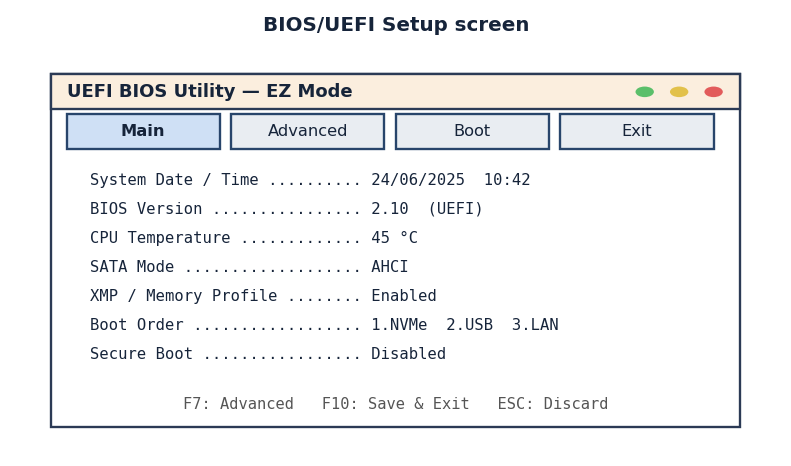 BIOS/UEFI Setup screen
UEFI BIOS Utility — EZ Mode
Main Advanced Boot Exit
System Date / Time .......... 24/06/2025  10:42
BIOS Version ................ 2.10  (UEFI)
CPU Temperature ............. 45 °C
SATA Mode ................... AHCI
XMP / Memory Profile ........ Enabled
Boot Order .................. 1.NVMe  2.USB  3.LAN
Secure Boot ................. Disabled
F7: Advanced   F10: Save & Exit   ESC: Discard